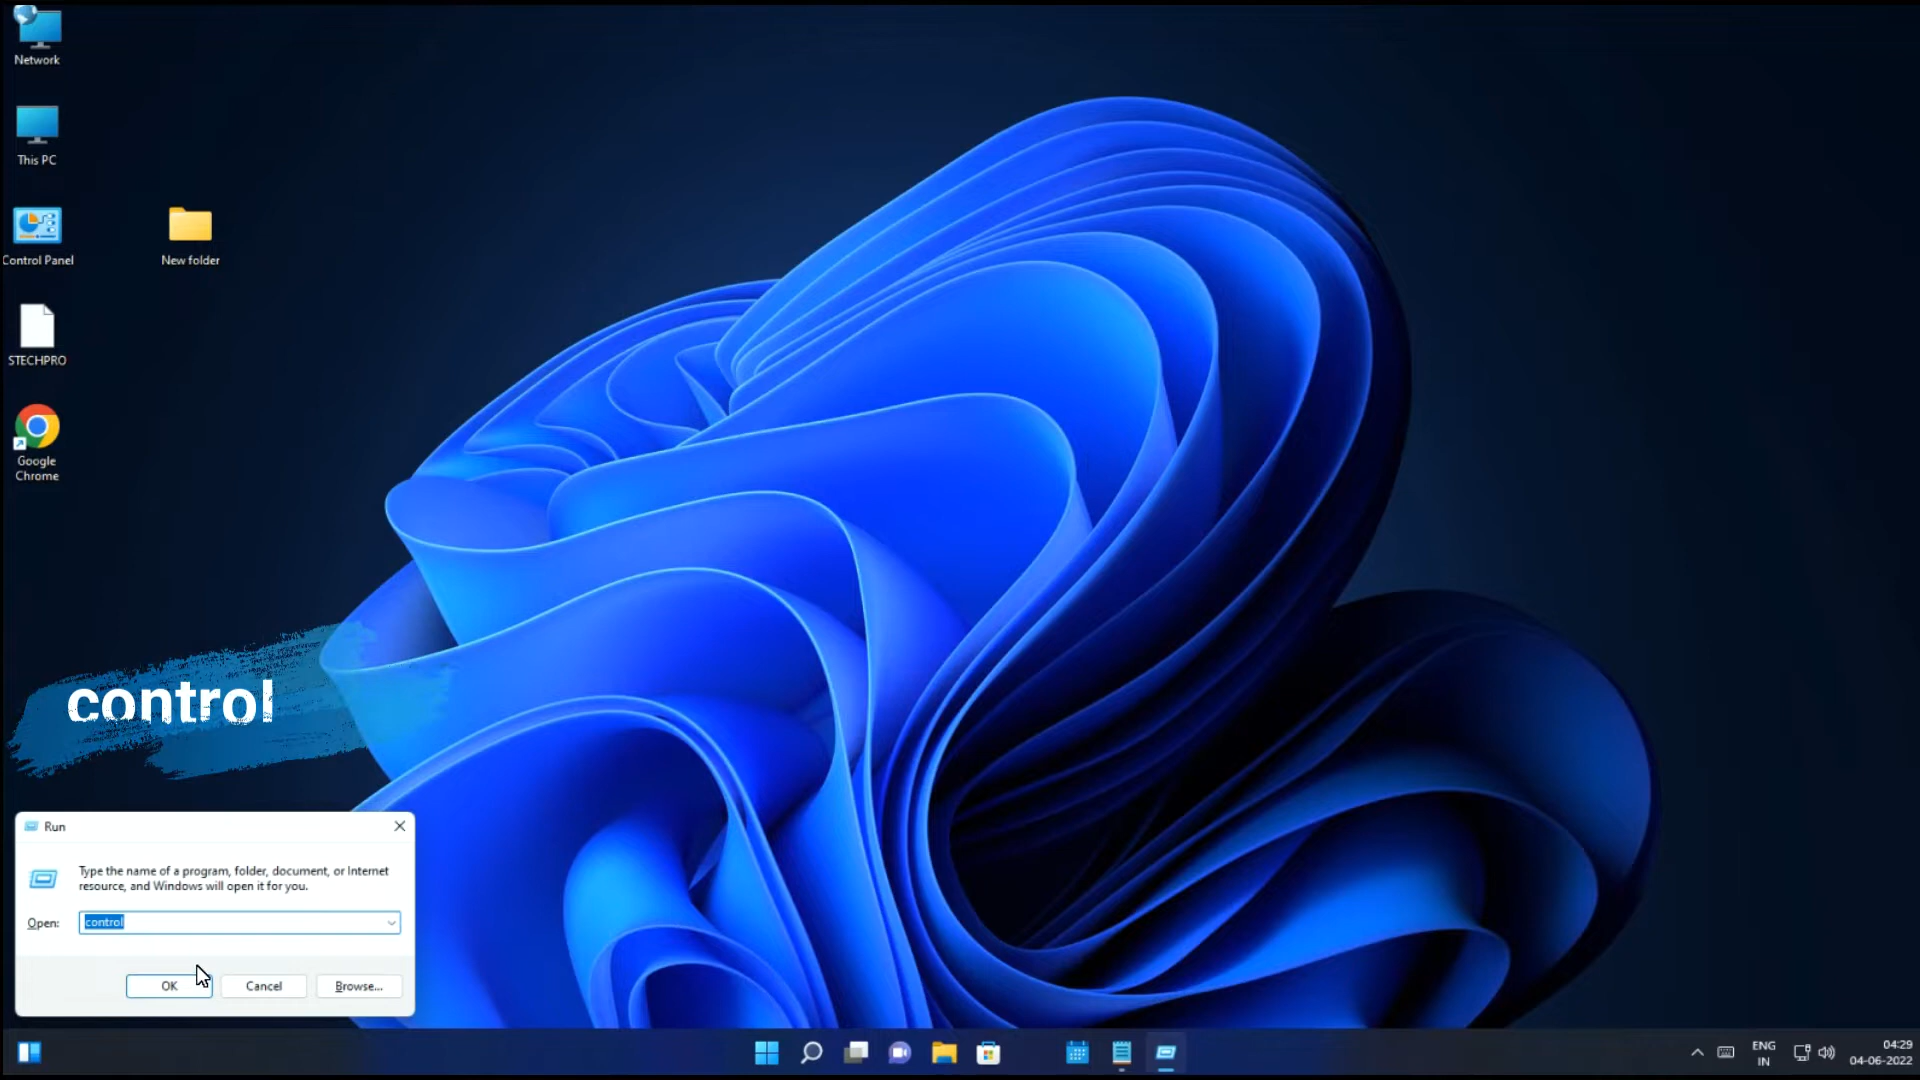 Network
This PC
Control Panel
New folder
STECHPRO
Google
Chrome
control
Run
Type the name of a program, folder, document, or Internet
resource, and Windows will open it for you.
Open:
control
OK
Cancel
Browse...
ENG
IN
04:29
04-06-2022